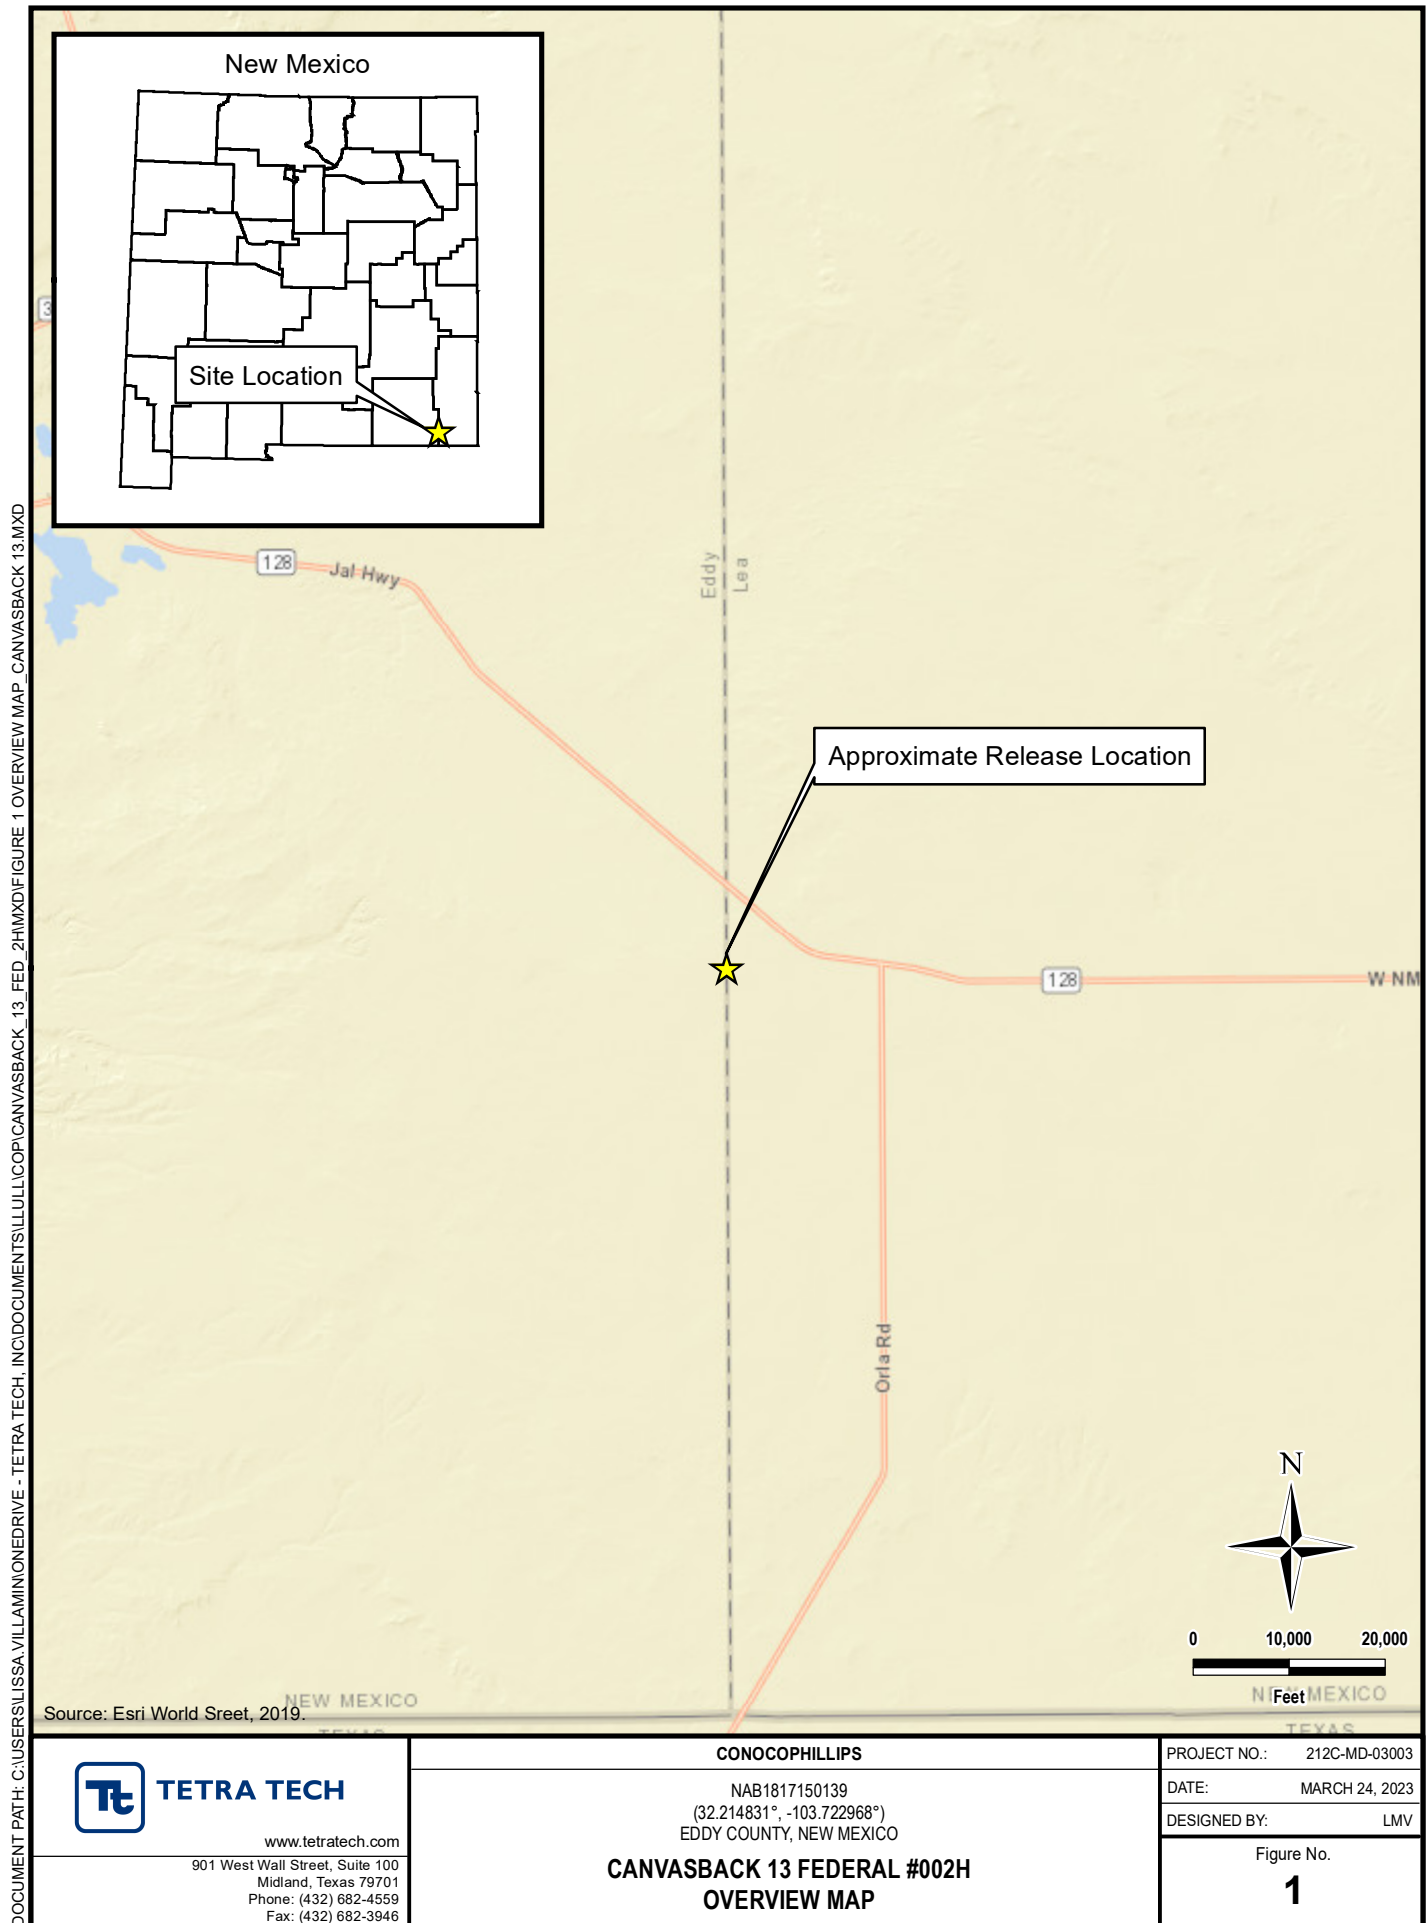 New Mexico
Site Location
3
128
Jal Hwy
Eddy
Lea
Approximate Release Location
128
W NM
Orla Rd
N
0 10,000 20,000
Feet
NEW MEXICO
NEW MEXICO
TEXAS
TEXAS
Source: Esri World Sreet, 2019.
DOCUMENT PATH: C:\USERS\LISSA.VILLAMIN\ONEDRIVE - TETRA TECH, INC\DOCUMENTS\LLULL\COP\CANVASBACK_13_FED_2H\MXD\FIGURE 1 OVERVIEW MAP_CANVASBACK 13.MXD
Tt TETRA TECH
www.tetratech.com
901 West Wall Street, Suite 100
Midland, Texas 79701
Phone: (432) 682-4559
Fax: (432) 682-3946
CONOCOPHILLIPS
NAB1817150139
(32.214831°, -103.722968°)
EDDY COUNTY, NEW MEXICO
CANVASBACK 13 FEDERAL #002H
OVERVIEW MAP
PROJECT NO.: 212C-MD-03003
DATE: MARCH 24, 2023
DESIGNED BY: LMV
Figure No.
1